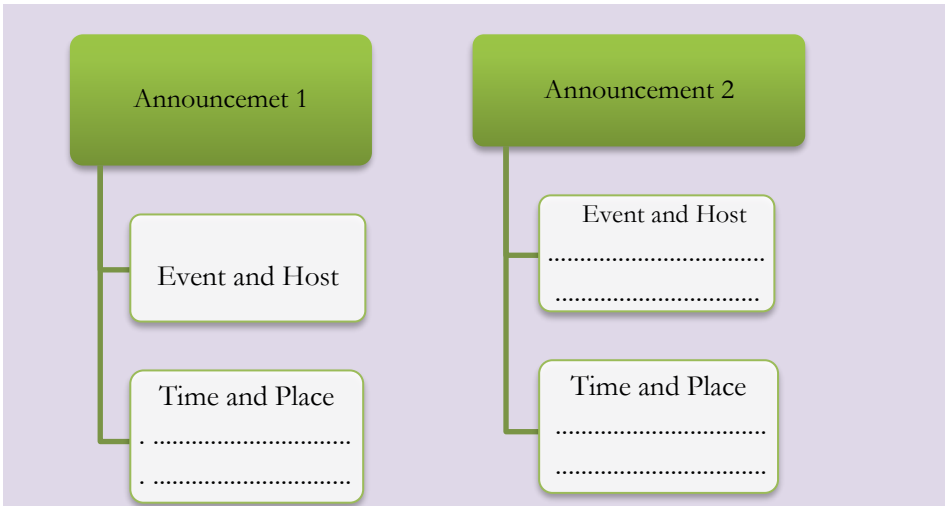 Announcemet 1
Event and Host
Time and Place
. ...............................
. ...............................
Announcement 2
Event and Host
..................................
................................
Time and Place
.................................
.................................